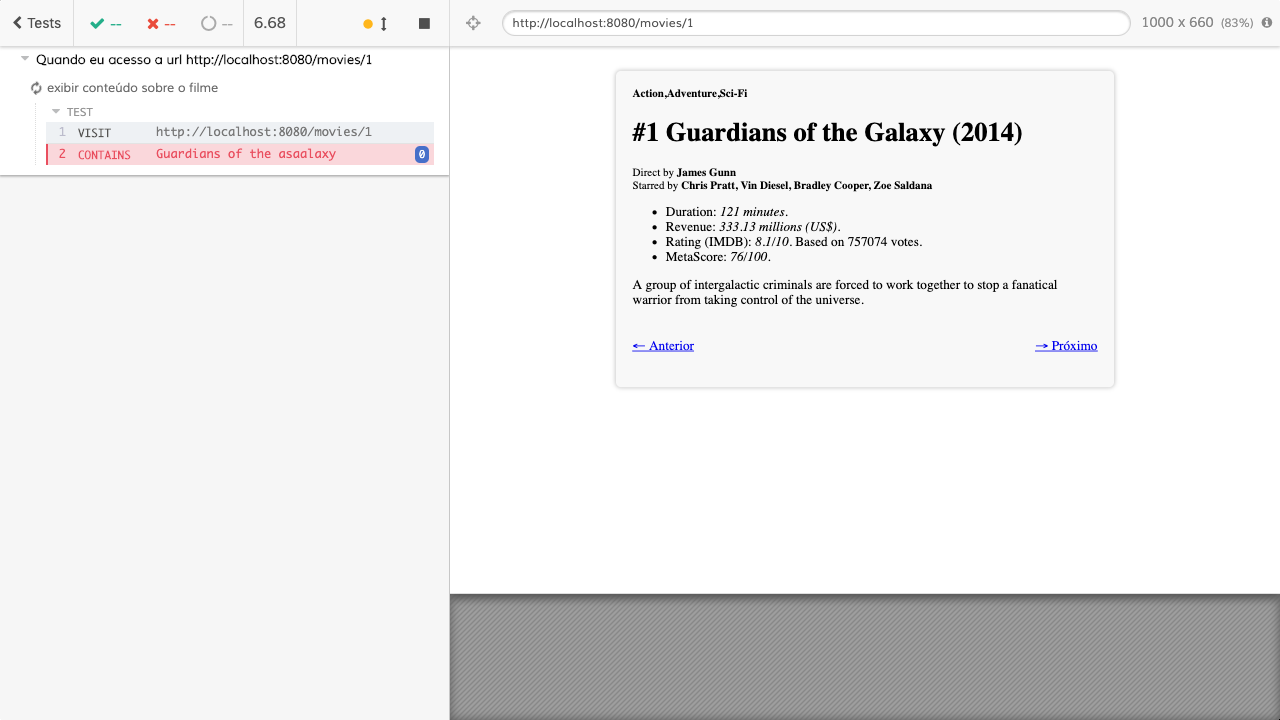 Tests -- -- -- 6.68
http://localhost:8080/movies/1 1000 x 660 (83%)
Quando eu acesso a url http://localhost:8080/movies/1
exibir conteúdo sobre o filme
TEST
1 VISIT http://localhost:8080/movies/1
2 CONTAINS Guardians of the asaalaxy 0
Action,Adventure,Sci-Fi
#1 Guardians of the Galaxy (2014)
Direct by James Gunn
Starred by Chris Pratt, Vin Diesel, Bradley Cooper, Zoe Saldana
• Duration: 121 minutes.
• Revenue: 333.13 millions (US$).
• Rating (IMDB): 8.1/10. Based on 757074 votes.
• MetaScore: 76/100.
A group of intergalactic criminals are forced to work together to stop a fanatical
warrior from taking control of the universe.
← Anterior → Próximo